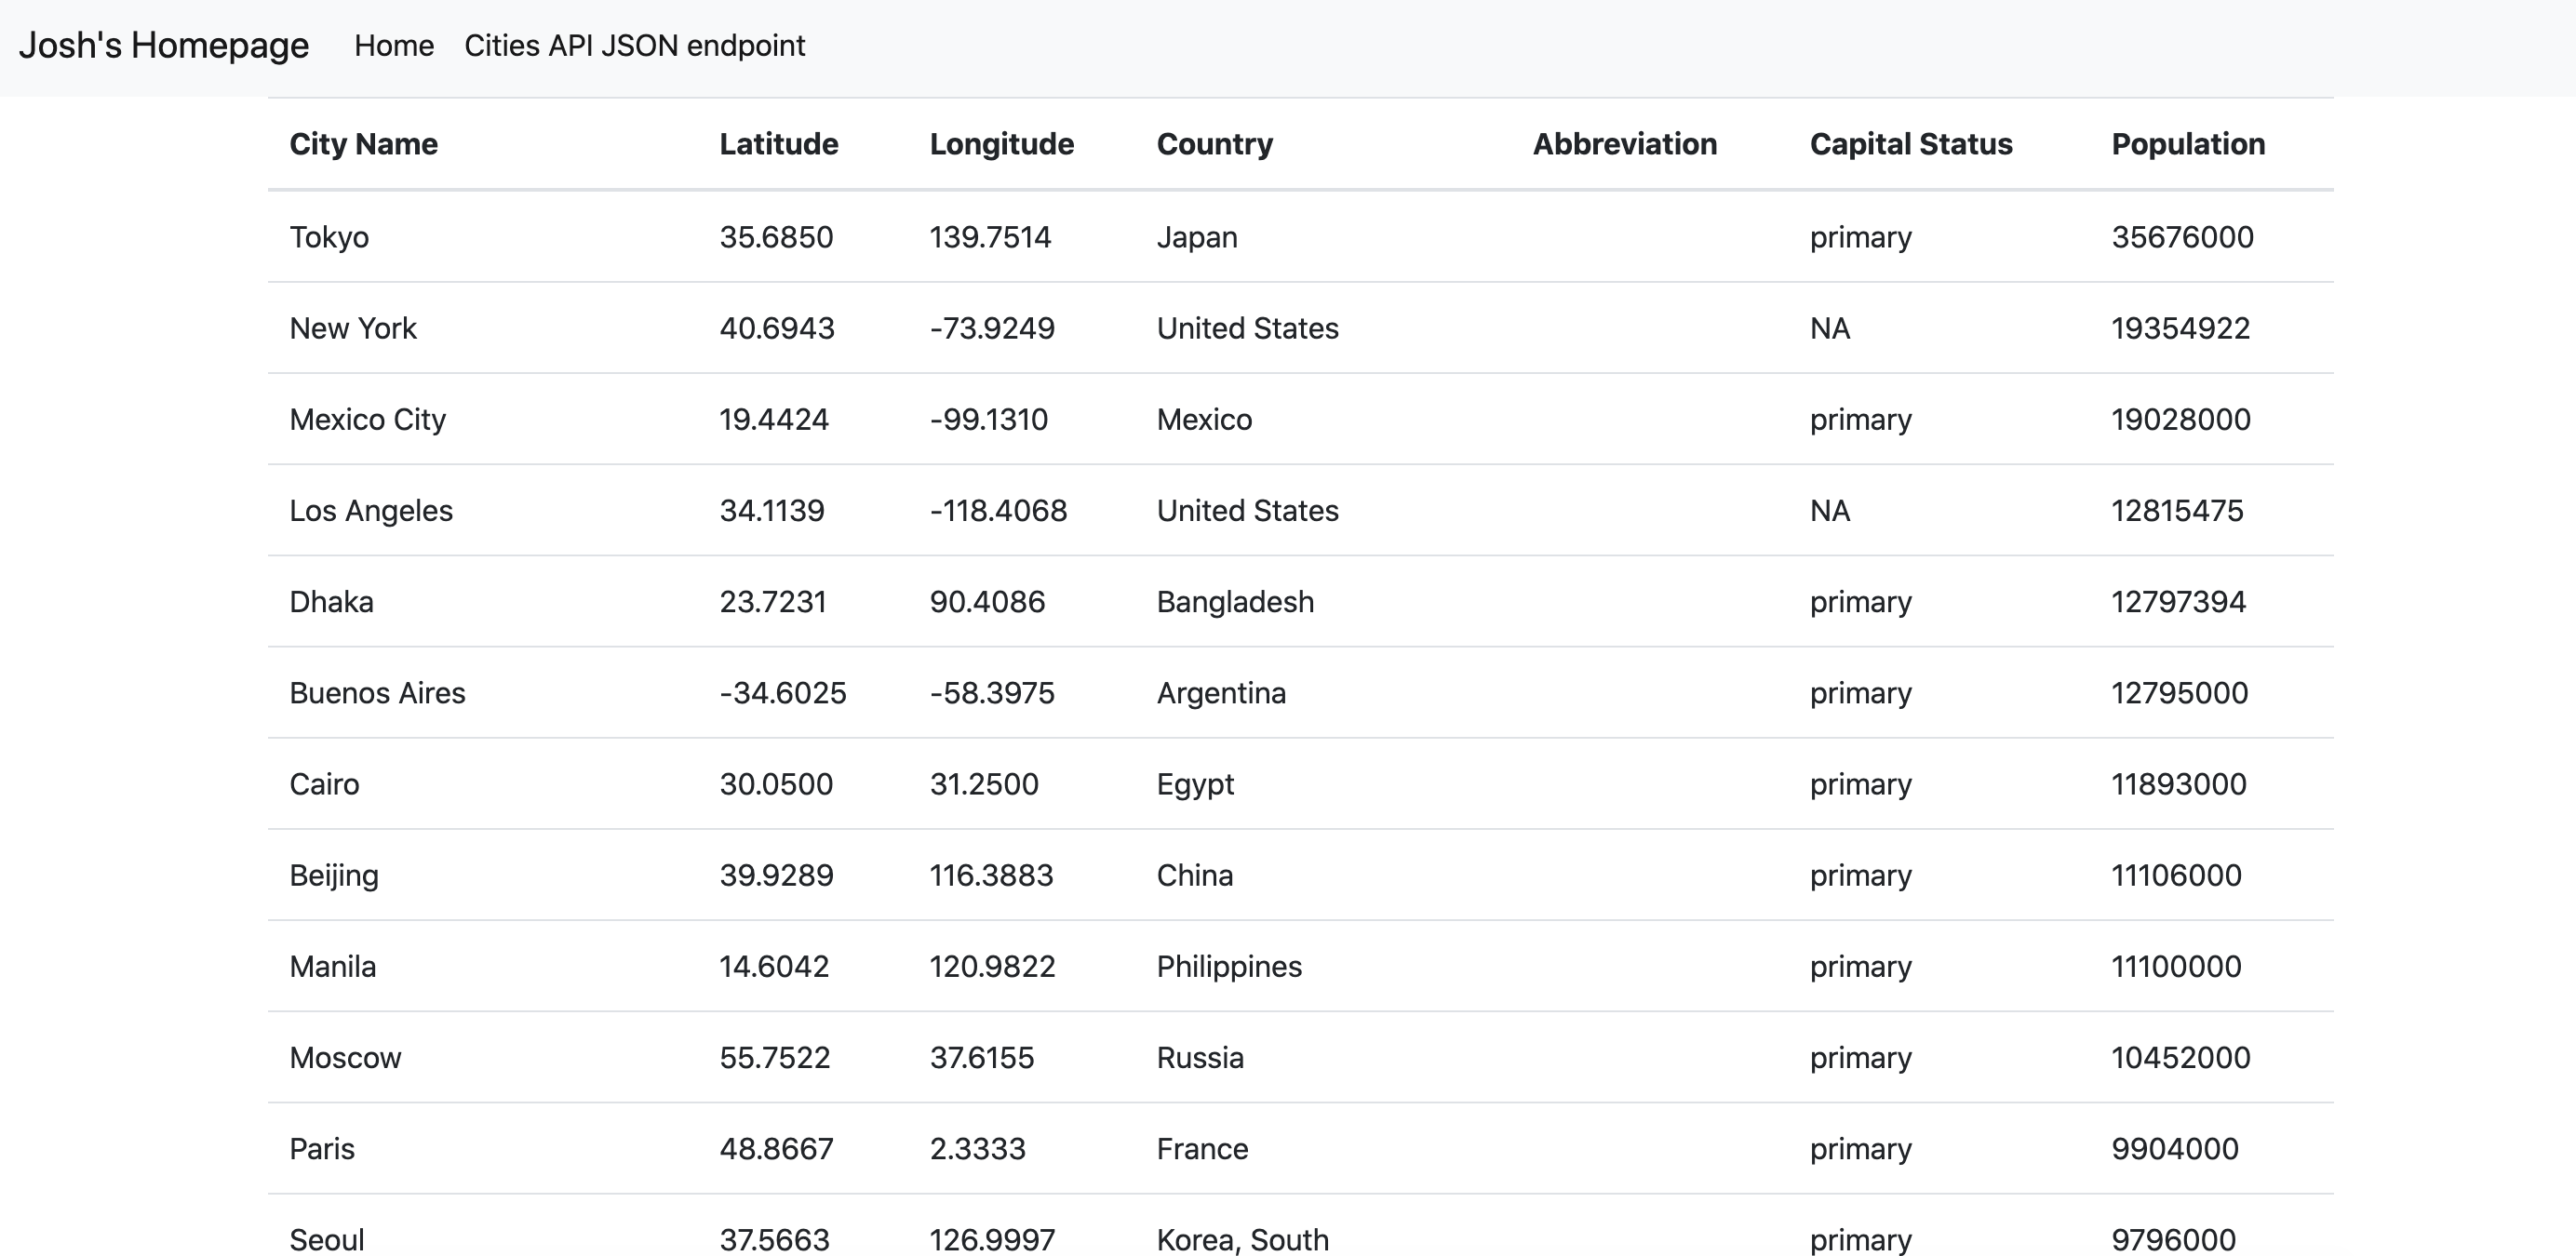 Josh's Homepage Home Cities API JSON endpoint
City Name Latitude Longitude Country Abbreviation Capital Status Population
Tokyo 35.6850 139.7514 Japan primary 35676000
New York 40.6943 -73.9249 United States NA 19354922
Mexico City 19.4424 -99.1310 Mexico primary 19028000
Los Angeles 34.1139 -118.4068 United States NA 12815475
Dhaka 23.7231 90.4086 Bangladesh primary 12797394
Buenos Aires -34.6025 -58.3975 Argentina primary 12795000
Cairo 30.0500 31.2500 Egypt primary 11893000
Beijing 39.9289 116.3883 China primary 11106000
Manila 14.6042 120.9822 Philippines primary 11100000
Moscow 55.7522 37.6155 Russia primary 10452000
Paris 48.8667 2.3333 France primary 9904000
Seoul 37.5663 126.9997 Korea, South primary 9796000